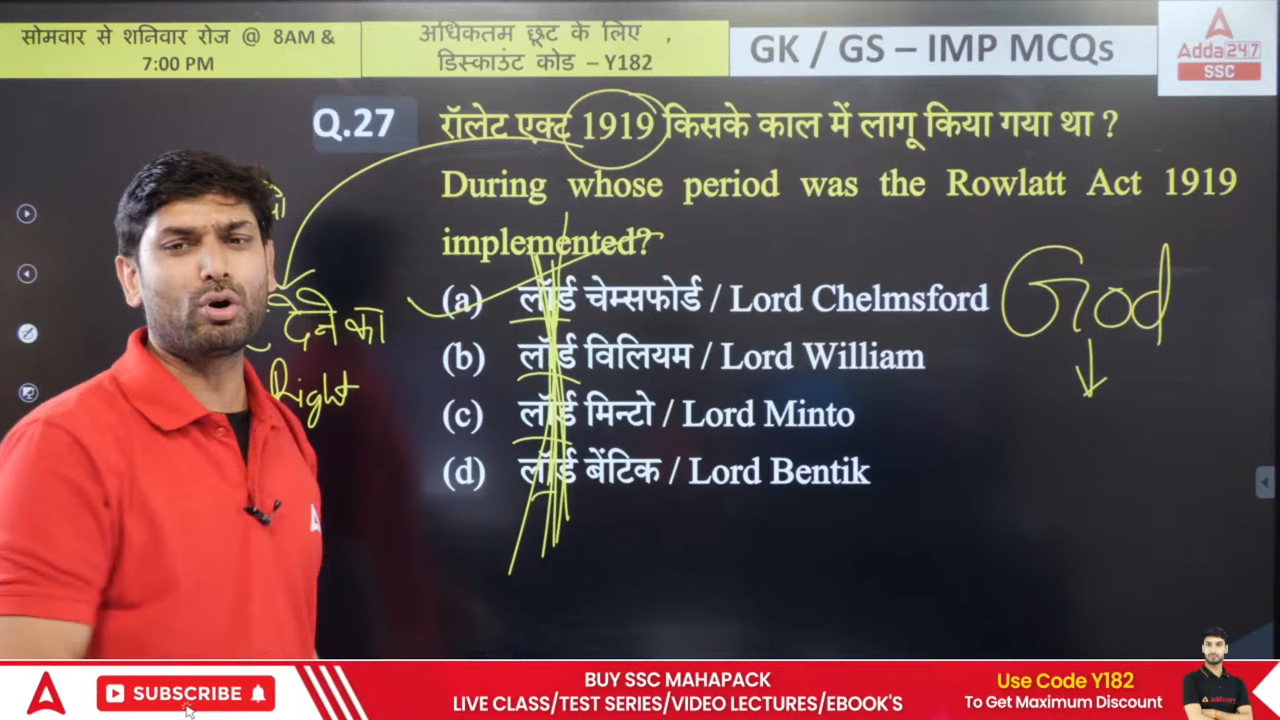 सोमवार से शनिवार रोज @ 8AM &
7:00 PM
अधिकतम छूट के लिए ,
डिस्काउंट कोड – Y182
GK / GS – IMP MCQs
Adda247
SSC
Q.27
रॉलेट एक्ट 1919 किसके काल में लागू किया गया था ?
During whose period was the Rowlatt Act 1919
implemented?
(a) लॉर्ड चेम्सफोर्ड / Lord Chelmsford
(b) लॉर्ड विलियम / Lord William
(c) लॉर्ड मिन्टो / Lord Minto
(d) लॉर्ड बेंटिक / Lord Bentik
God
देने का
Right
SUBSCRIBE
BUY SSC MAHAPACK
LIVE CLASS/TEST SERIES/VIDEO LECTURES/EBOOK'S
Use Code Y182
To Get Maximum Discount